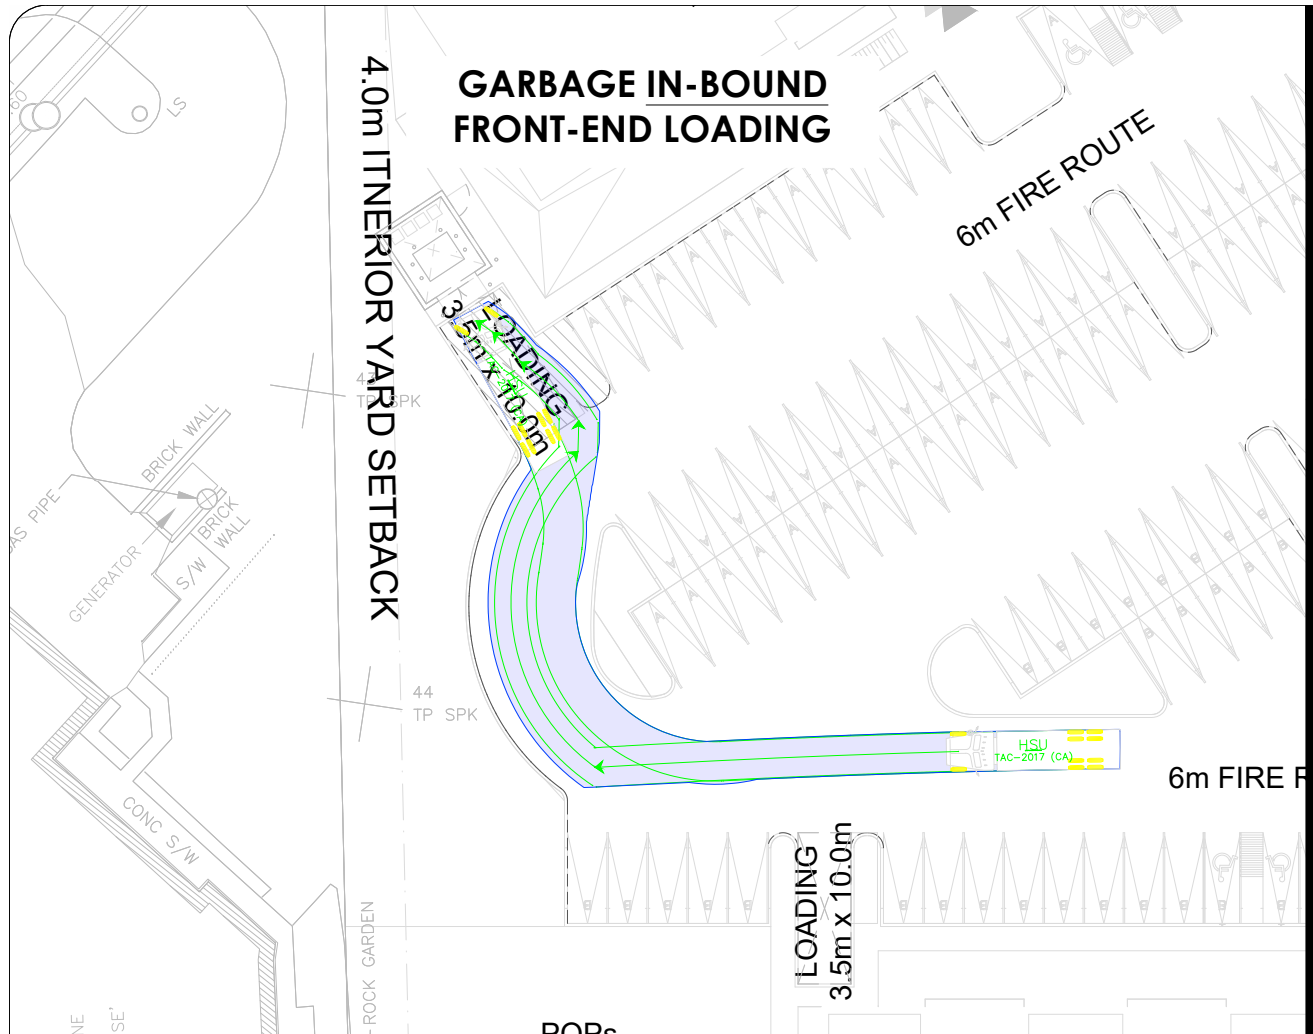 GARBAGE IN-BOUND
FRONT-END LOADING
LS
4.0m ITNERIOR YARD SETBACK
6m FIRE ROUTE
LOADING
3.5m x 10.0m
TP SPK
BRICK WALL
BRICK
WALL
GAS PIPE
GENERATOR
S/W
44
TP SPK
HSU
TAC-2017 (CA)
6m FIRE R
CONC S/W
LOADING
3.5m x 10.0m
ROCK GARDEN